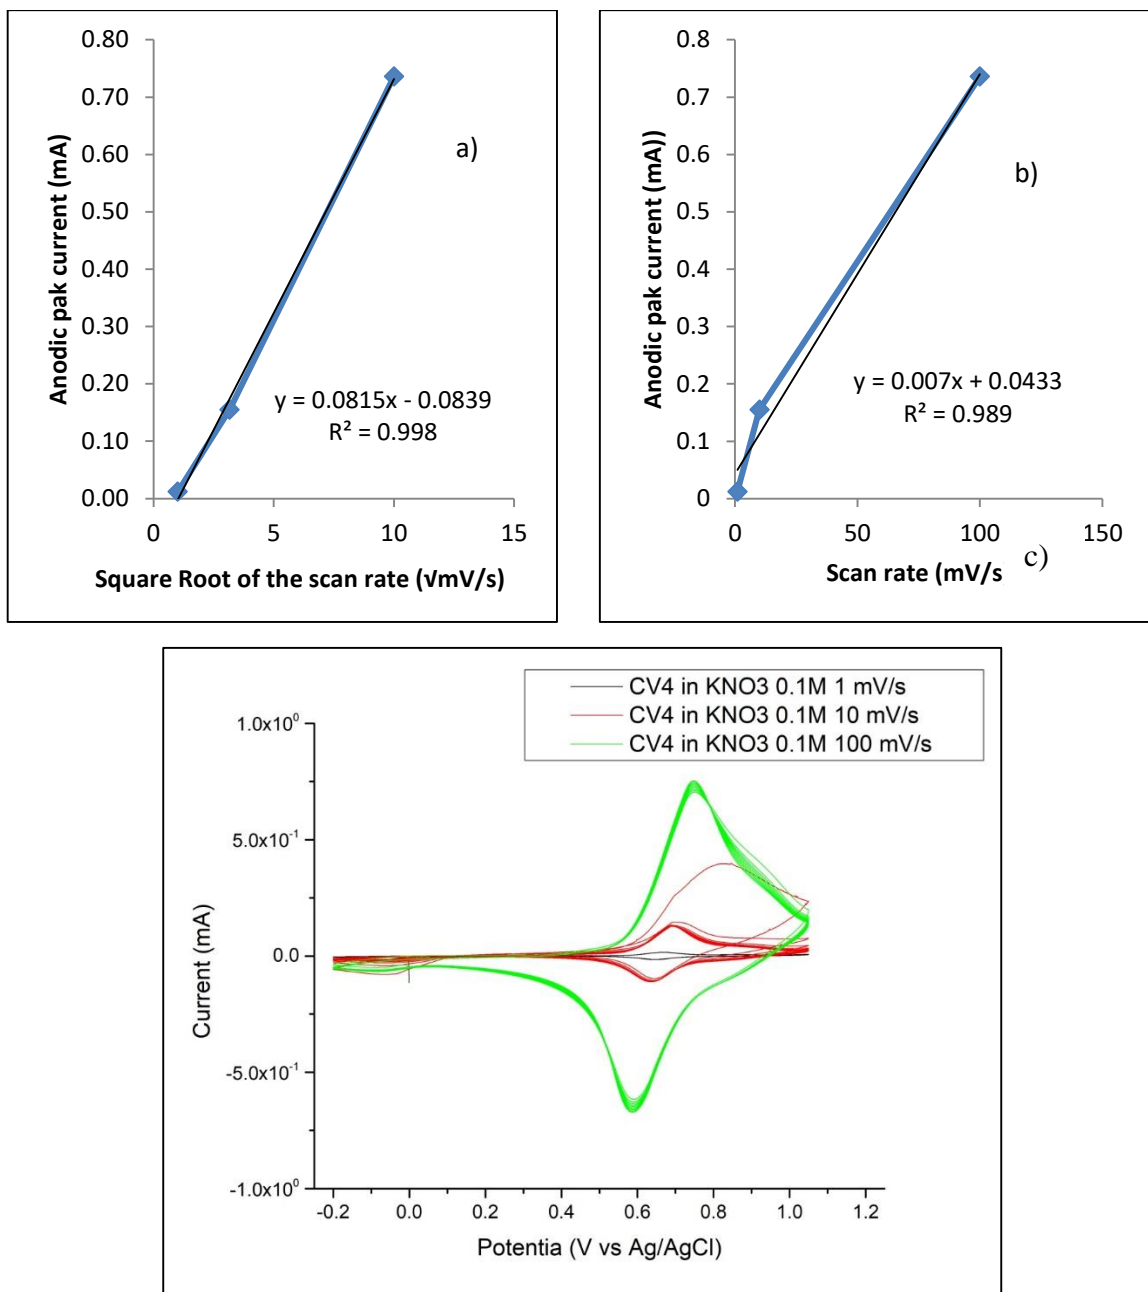 0.80
0.70
0.60
0.50
0.40
0.30
0.20
0.10
0.00
Anodic pak current (mA)
a)
y = 0.0815x - 0.0839
R² = 0.998
0 5 10 15
Square Root of the scan rate (√mV/s)
0.8
0.7
0.6
0.5
0.4
0.3
0.2
0.1
0
Anodic pak current (mA))
b)
y = 0.007x + 0.0433
R² = 0.989
0 50 100 150
Scan rate (mV/s
c)
CV4 in KNO3 0.1M 1 mV/s
CV4 in KNO3 0.1M 10 mV/s
CV4 in KNO3 0.1M 100 mV/s
1.0x10⁰
5.0x10⁻¹
0.0
-5.0x10⁻¹
-1.0x10⁰
Current (mA)
-0.2 0.0 0.2 0.4 0.6 0.8 1.0 1.2
Potentia (V vs Ag/AgCl)